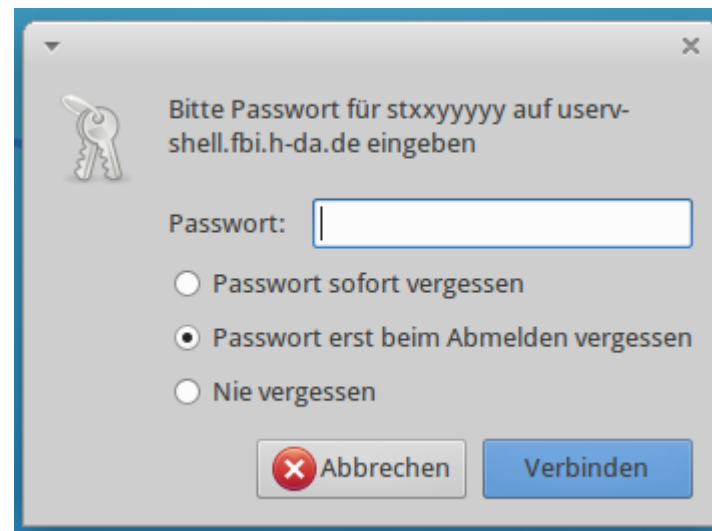 Bitte Passwort für stxxyyyyy auf userv-
shell.fbi.h-da.de eingeben
Passwort:
Passwort sofort vergessen
Passwort erst beim Abmelden vergessen
Nie vergessen
Abbrechen
Verbinden